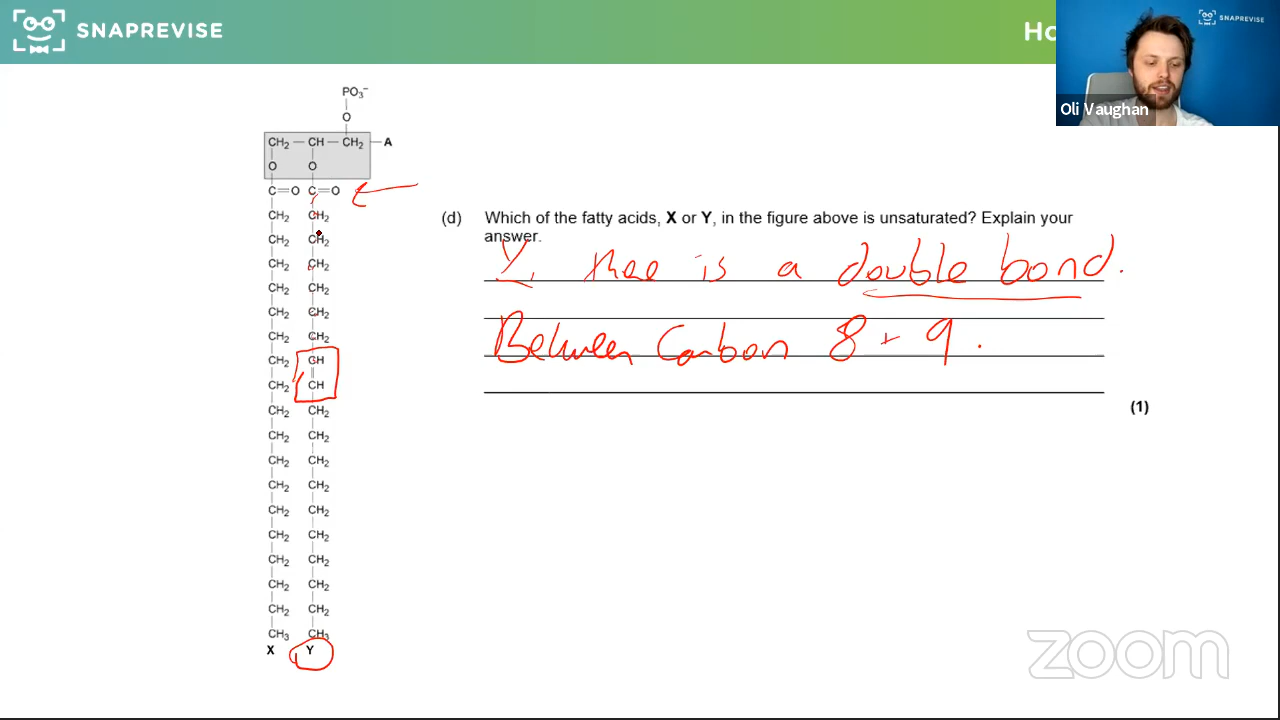 SNAPREVISE
Ho
SNAPREVISE
Oli Vaughan
PO3−
O
CH2 — CH — CH2 — A
O O
C=O C=O
CH2 CH2
CH2 CH2
CH2 CH2
CH2 CH2
CH2 CH2
CH2 CH2
CH2 CH
CH2 CH
CH2 CH2
CH2 CH2
CH2 CH2
CH2 CH2
CH2 CH2
CH2 CH2
CH2 CH2
CH2 CH2
CH2 CH2
CH3 CH3
X Y
(d) Which of the fatty acids, X or Y, in the figure above is unsaturated? Explain your
answer.
Y, there is a double bond.
Between Carbon 8 + 9.
(1)
zoom